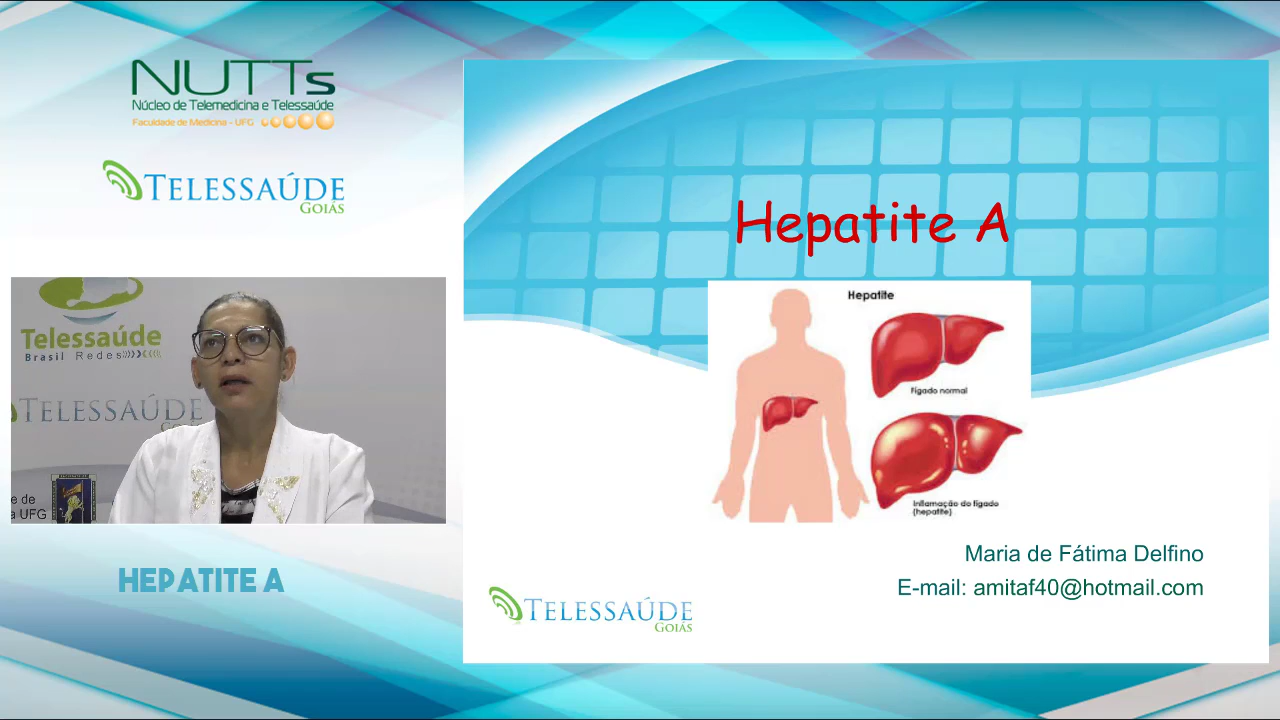 NUTTs
Núcleo de Telemedicina e Telessaúde
Faculdade de Medicina - UFG
TELESSAÚDE
GOIÁS
Telessaúde
Brasil Redes
TELESSAÚDE
e de
a UFG
HEPATITE A
Hepatite A
Hepatite
Fígado normal
Inflamação do fígado
(hepatite)
Maria de Fátima Delfino
E-mail: amitaf40@hotmail.com
TELESSAÚDE
GOIÁS